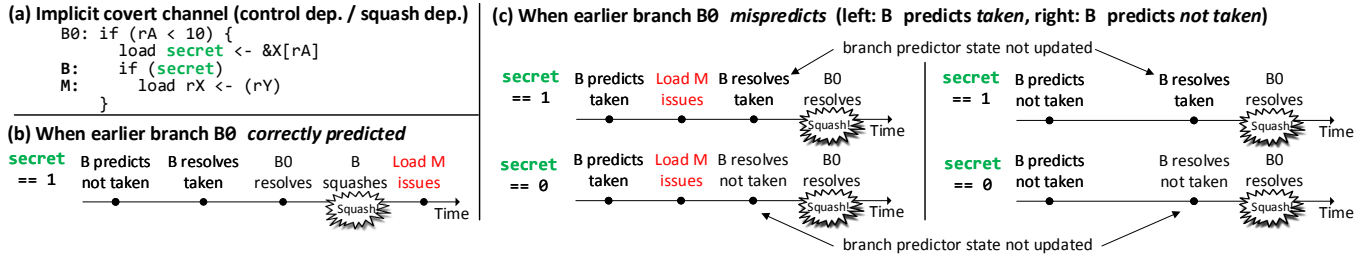 (a) Implicit covert channel (control dep. / squash dep.)
B0: if (rA < 10) {
load secret <- &X[rA]
B: if (secret)
M: load rX <- (rY)
}
(b) When earlier branch B0 correctly predicted
secret == 1
B predicts not taken
B resolves taken
B0 resolves
B squashes
Load M issues
Squash!
Time
(c) When earlier branch B0 mispredicts (left: B predicts taken, right: B predicts not taken)
branch predictor state not updated
secret == 1
B predicts taken
Load M issues
B resolves taken
B0 resolves
Squash!
Time
secret == 0
B predicts taken
Load M issues
B resolves not taken
B0 resolves
Squash!
Time
secret == 1
B predicts not taken
B resolves taken
B0 resolves
Squash!
Time
secret == 0
B predicts not taken
B resolves not taken
B0 resolves
Squash!
Time
branch predictor state not updated